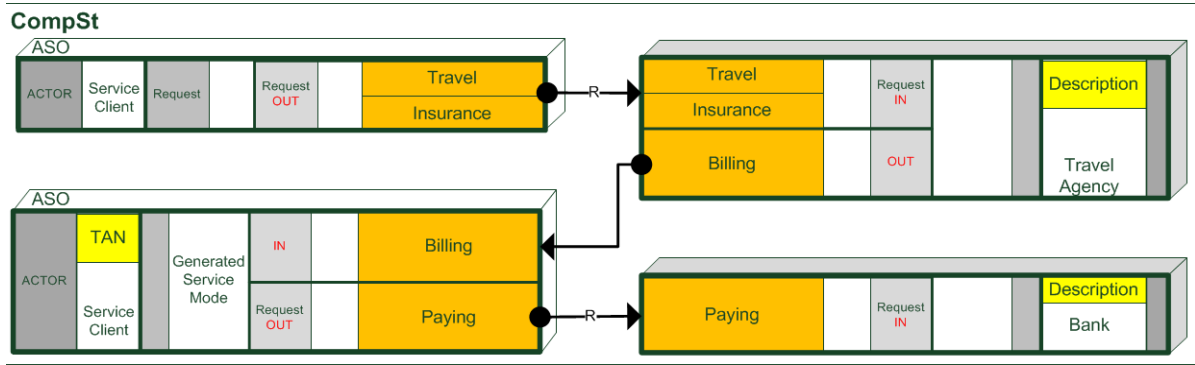 CompSt
ASO
ACTOR
Service
Client
Request
Request
OUT
Travel
Insurance
R
Travel
Insurance
Billing
Request
IN
OUT
Description
Travel
Agency
ASO
ACTOR
TAN
Service
Client
Generated
Service
Mode
IN
Request
OUT
Billing
Paying
R
Paying
Request
IN
Description
Bank